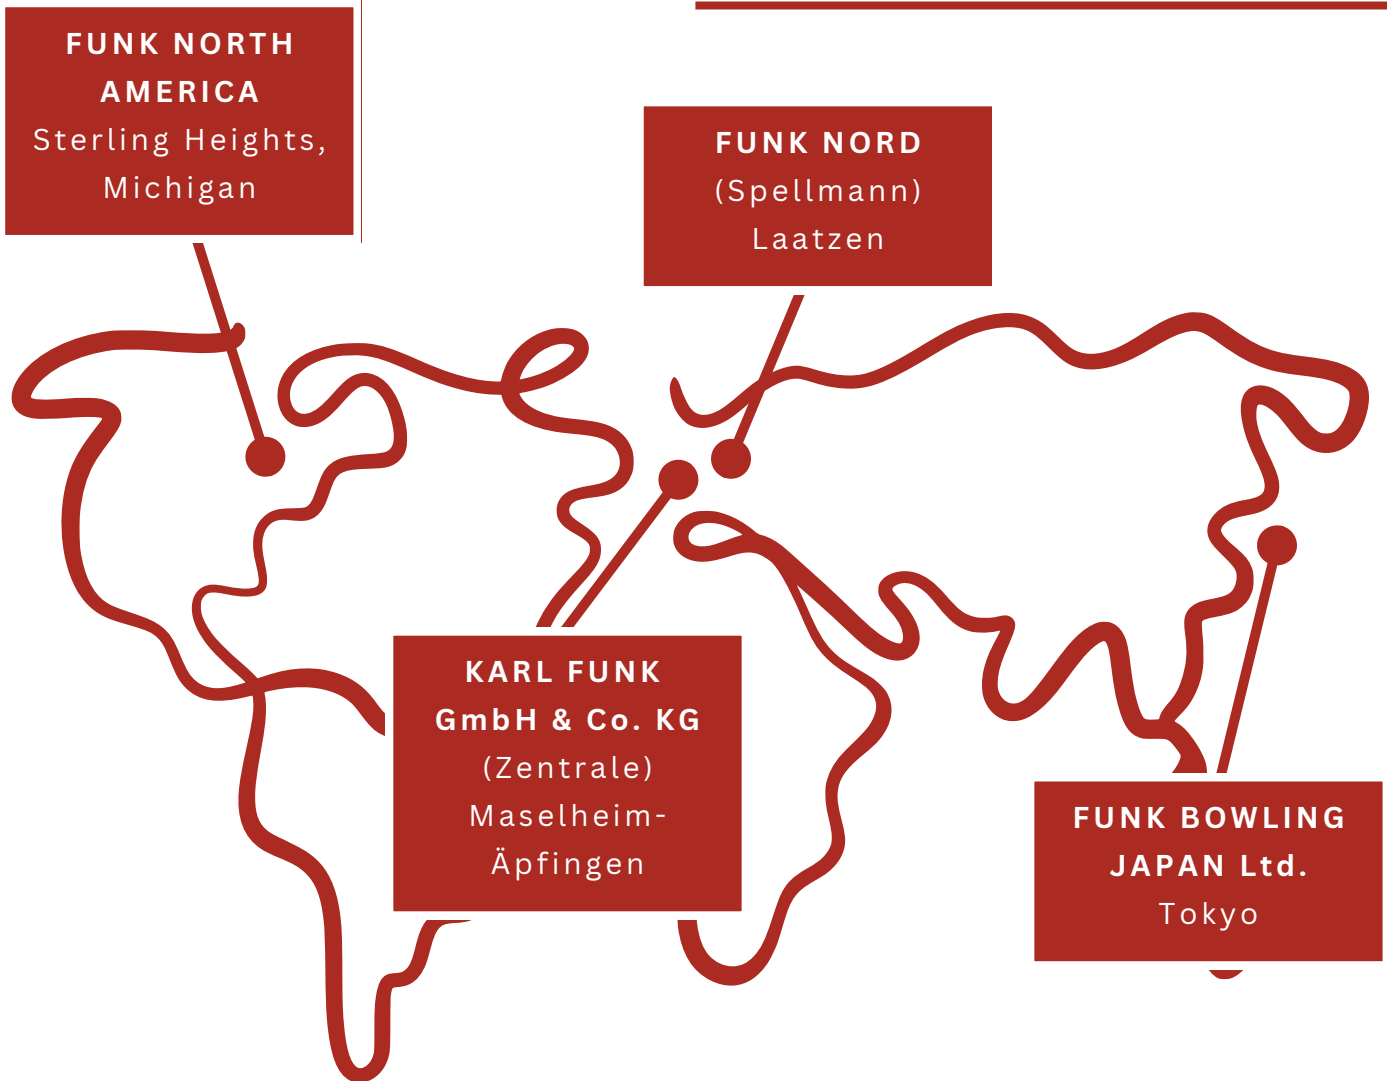 FUNK NORTH
AMERICA
Sterling Heights,
Michigan
FUNK NORD
(Spellmann)
Laatzen
KARL FUNK
GmbH & Co. KG
(Zentrale)
Maselheim-
Äpfingen
FUNK BOWLING
JAPAN Ltd.
Tokyo